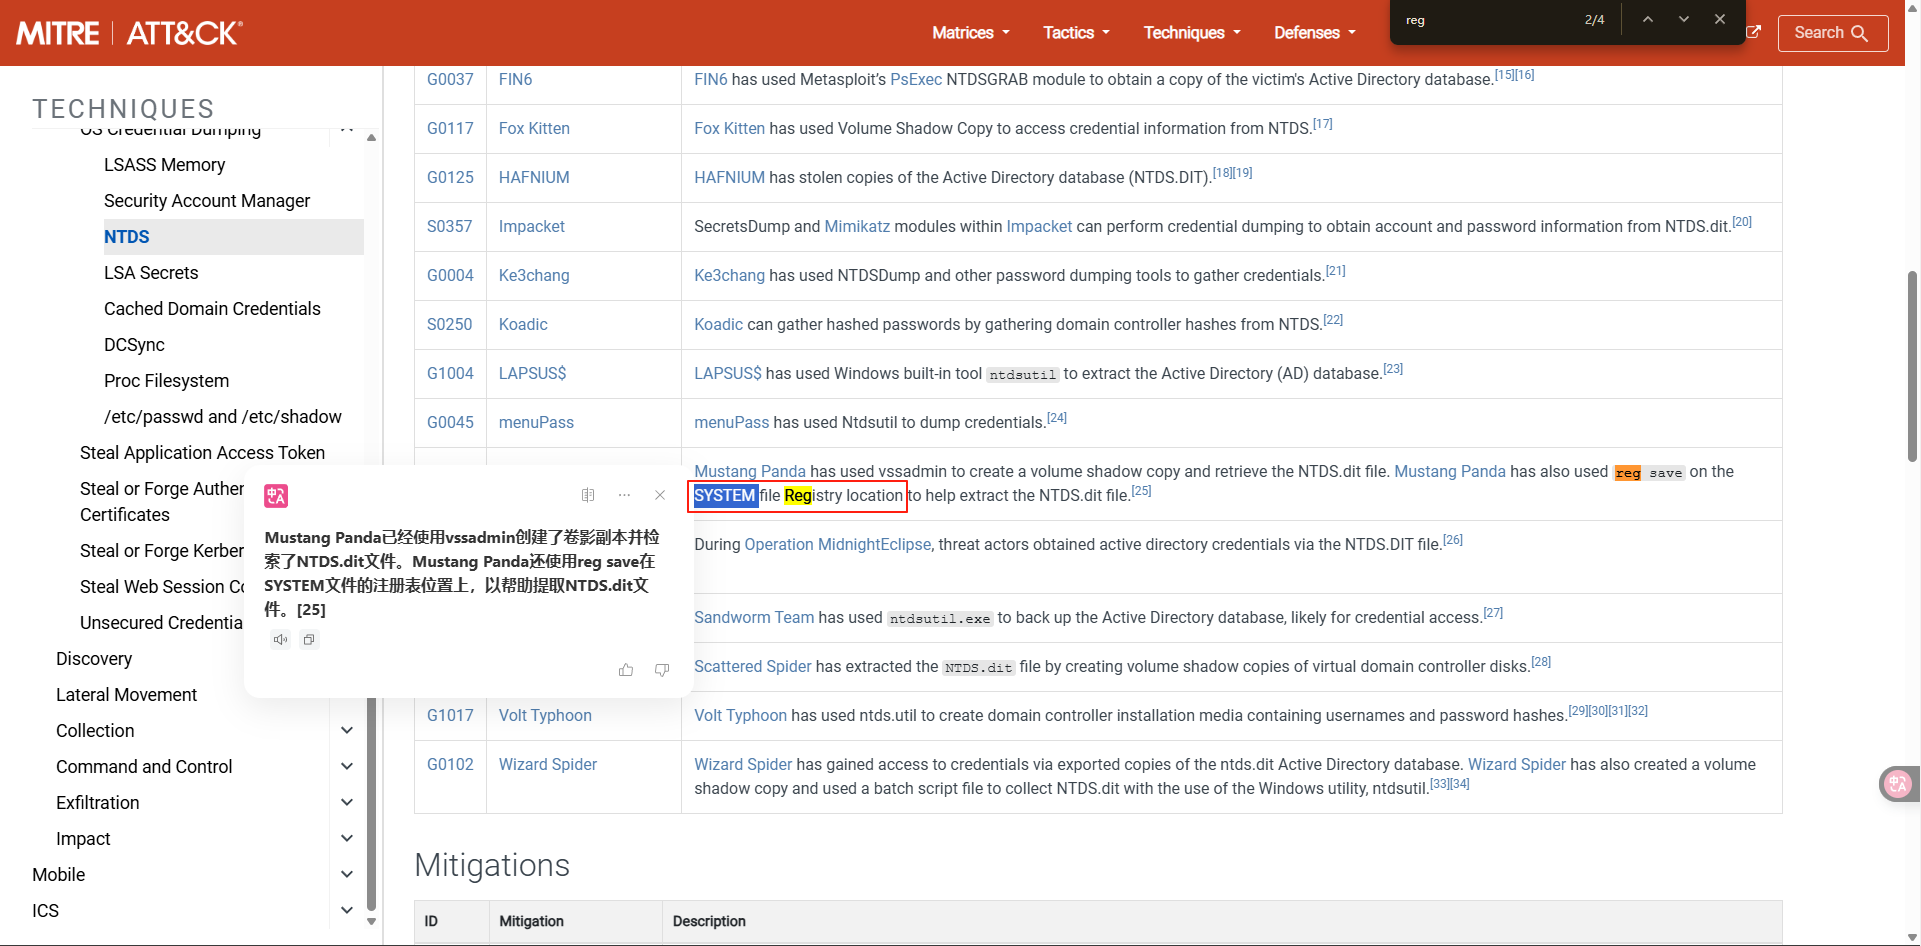 MITRE | ATT&CK®
Matrices
Tactics
Techniques
Defenses
reg
2/4
Search
TECHNIQUES
OS Credential Dumping
LSASS Memory
Security Account Manager
NTDS
LSA Secrets
Cached Domain Credentials
DCSync
Proc Filesystem
/etc/passwd and /etc/shadow
Steal Application Access Token
Steal or Forge Auther
Certificates
Steal or Forge Kerber
Steal Web Session Co
Unsecured Credentia
Discovery
Lateral Movement
Collection
Command and Control
Exfiltration
Impact
Mobile
ICS
G0037 FIN6 FIN6 has used Metasploit’s PsExec NTDSGRAB module to obtain a copy of the victim's Active Directory database.[15][16]
G0117 Fox Kitten Fox Kitten has used Volume Shadow Copy to access credential information from NTDS.[17]
G0125 HAFNIUM HAFNIUM has stolen copies of the Active Directory database (NTDS.DIT).[18][19]
S0357 Impacket SecretsDump and Mimikatz modules within Impacket can perform credential dumping to obtain account and password information from NTDS.dit.[20]
G0004 Ke3chang Ke3chang has used NTDSDump and other password dumping tools to gather credentials.[21]
S0250 Koadic Koadic can gather hashed passwords by gathering domain controller hashes from NTDS.[22]
G1004 LAPSUS$ LAPSUS$ has used Windows built-in tool ntdsutil to extract the Active Directory (AD) database.[23]
G0045 menuPass menuPass has used Ntdsutil to dump credentials.[24]
Mustang Panda has used vssadmin to create a volume shadow copy and retrieve the NTDS.dit file. Mustang Panda has also used reg save on the
SYSTEM file Registry location to help extract the NTDS.dit file.[25]
During Operation MidnightEclipse, threat actors obtained active directory credentials via the NTDS.DIT file.[26]
Sandworm Team has used ntdsutil.exe to back up the Active Directory database, likely for credential access.[27]
Scattered Spider has extracted the NTDS.dit file by creating volume shadow copies of virtual domain controller disks.[28]
G1017 Volt Typhoon Volt Typhoon has used ntds.util to create domain controller installation media containing usernames and password hashes.[29][30][31][32]
G0102 Wizard Spider Wizard Spider has gained access to credentials via exported copies of the ntds.dit Active Directory database. Wizard Spider has also created a volume
shadow copy and used a batch script file to collect NTDS.dit with the use of the Windows utility, ntdsutil.[33][34]
Mustang Panda已经使用vssadmin创建了卷影副本并检
索了NTDS.dit文件。Mustang Panda还使用reg save在
SYSTEM文件的注册表位置上，以帮助提取NTDS.dit文
件。[25]
Mitigations
ID Mitigation Description